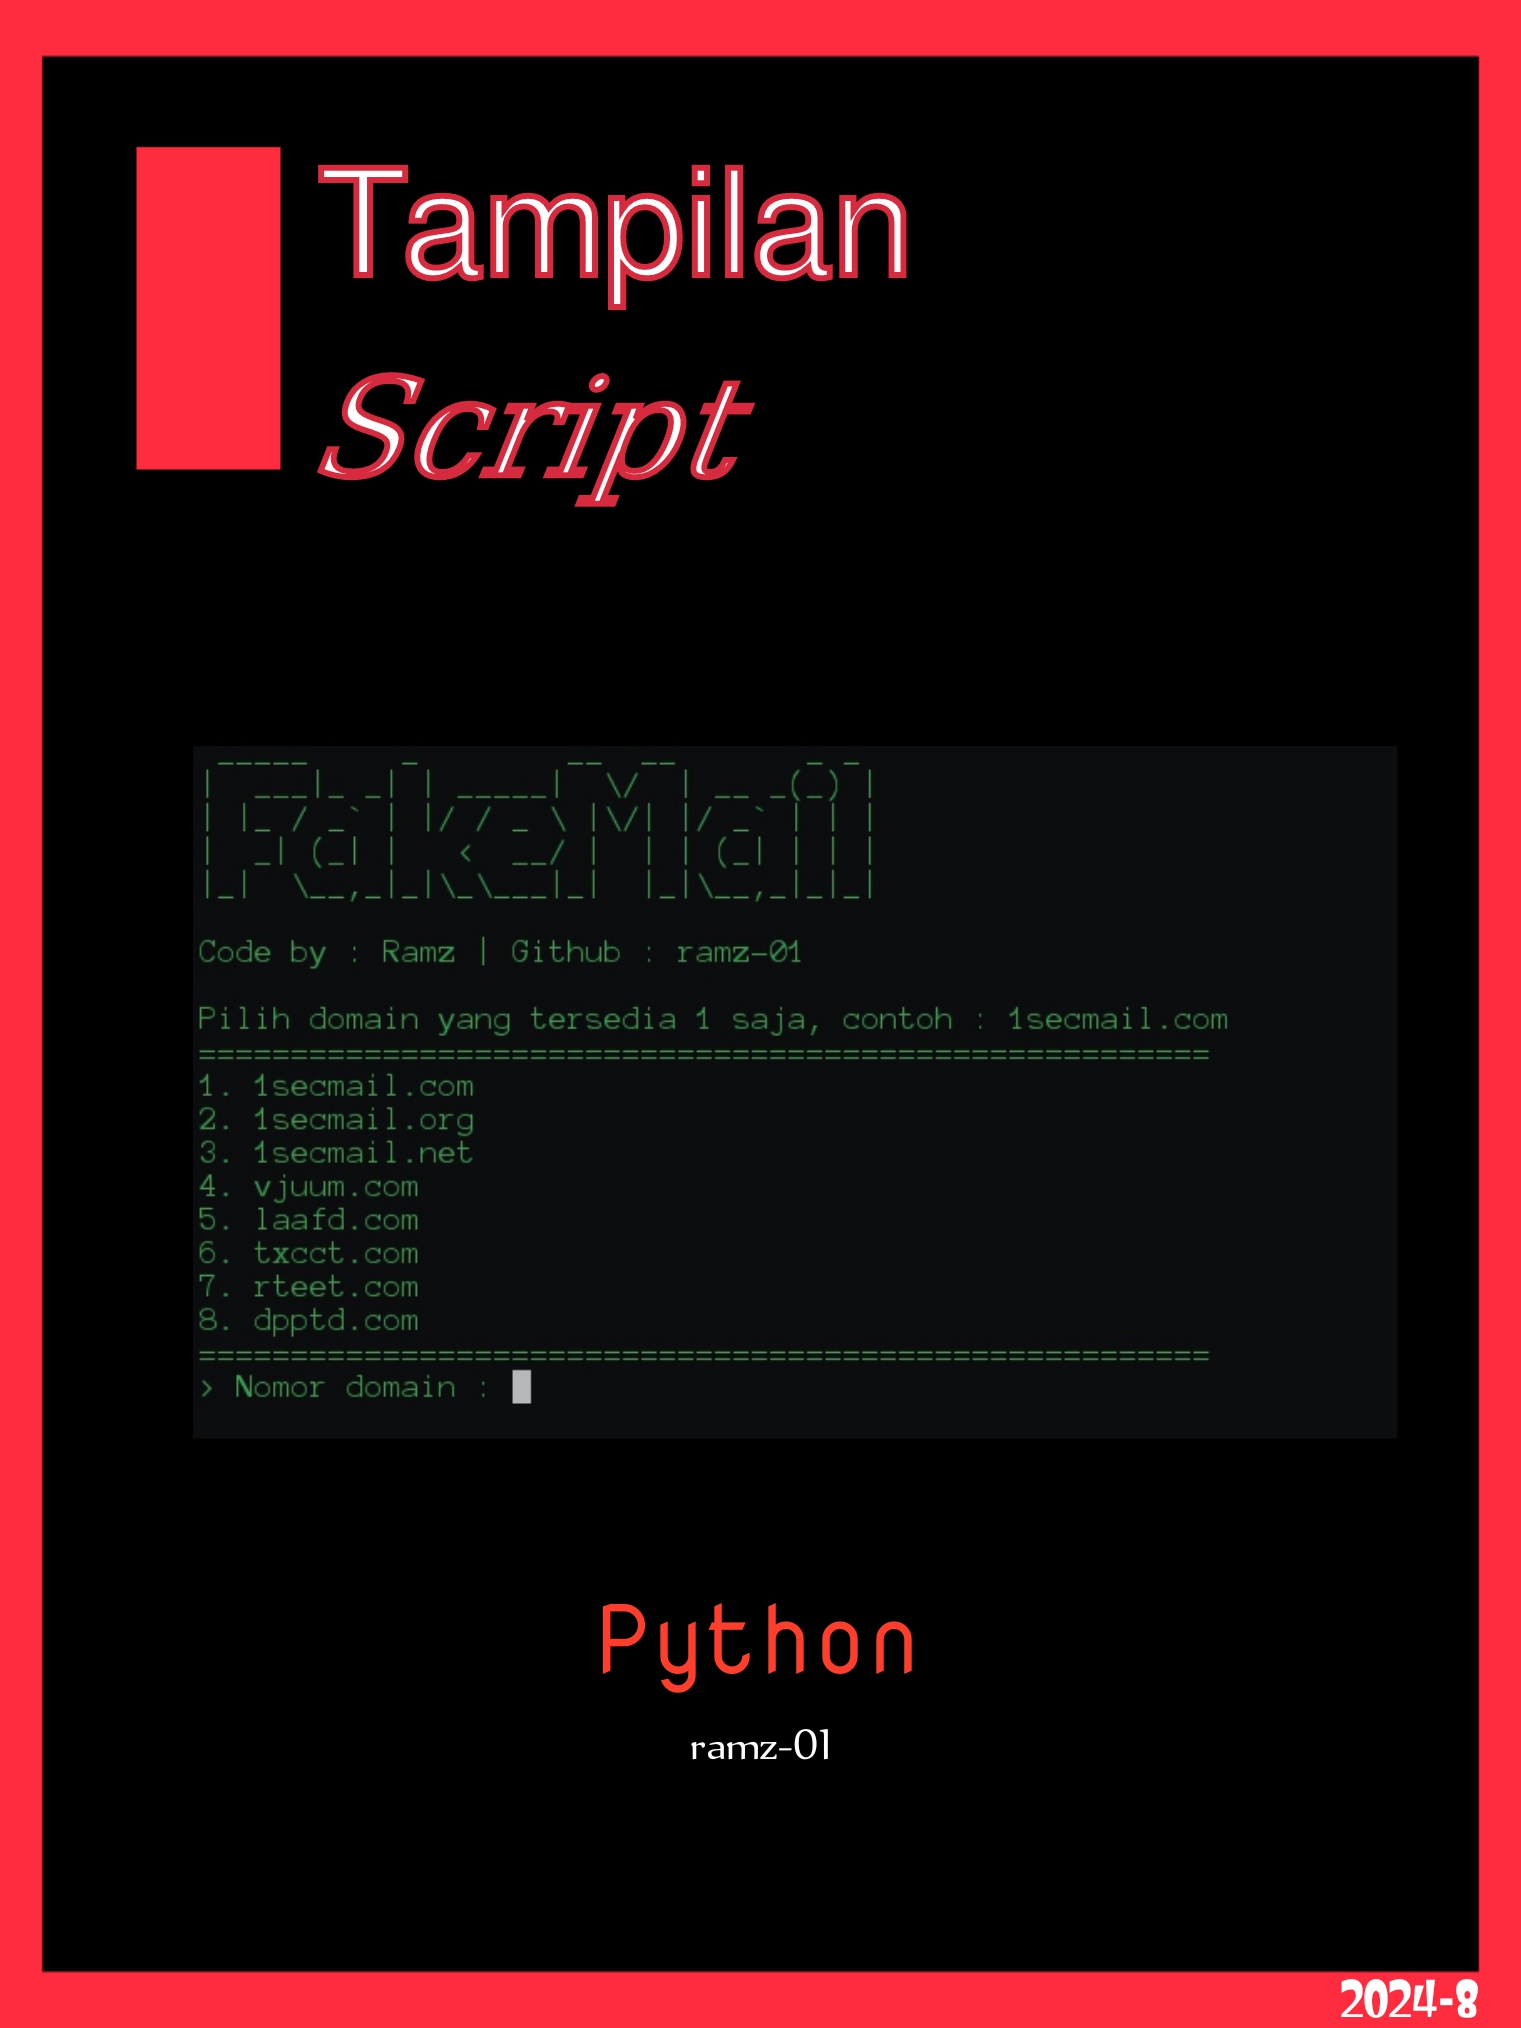 Tampilan
Script
FakeMail
Code by : Ramz | Github : ramz-01
Pilih domain yang tersedia 1 saja, contoh : 1secmail.com
=======================================================
1. 1secmail.com
2. 1secmail.org
3. 1secmail.net
4. vjuum.com
5. laafd.com
6. txcct.com
7. rteet.com
8. dpptd.com
=======================================================
> Nomor domain :
Python
ramz-01
2024-8